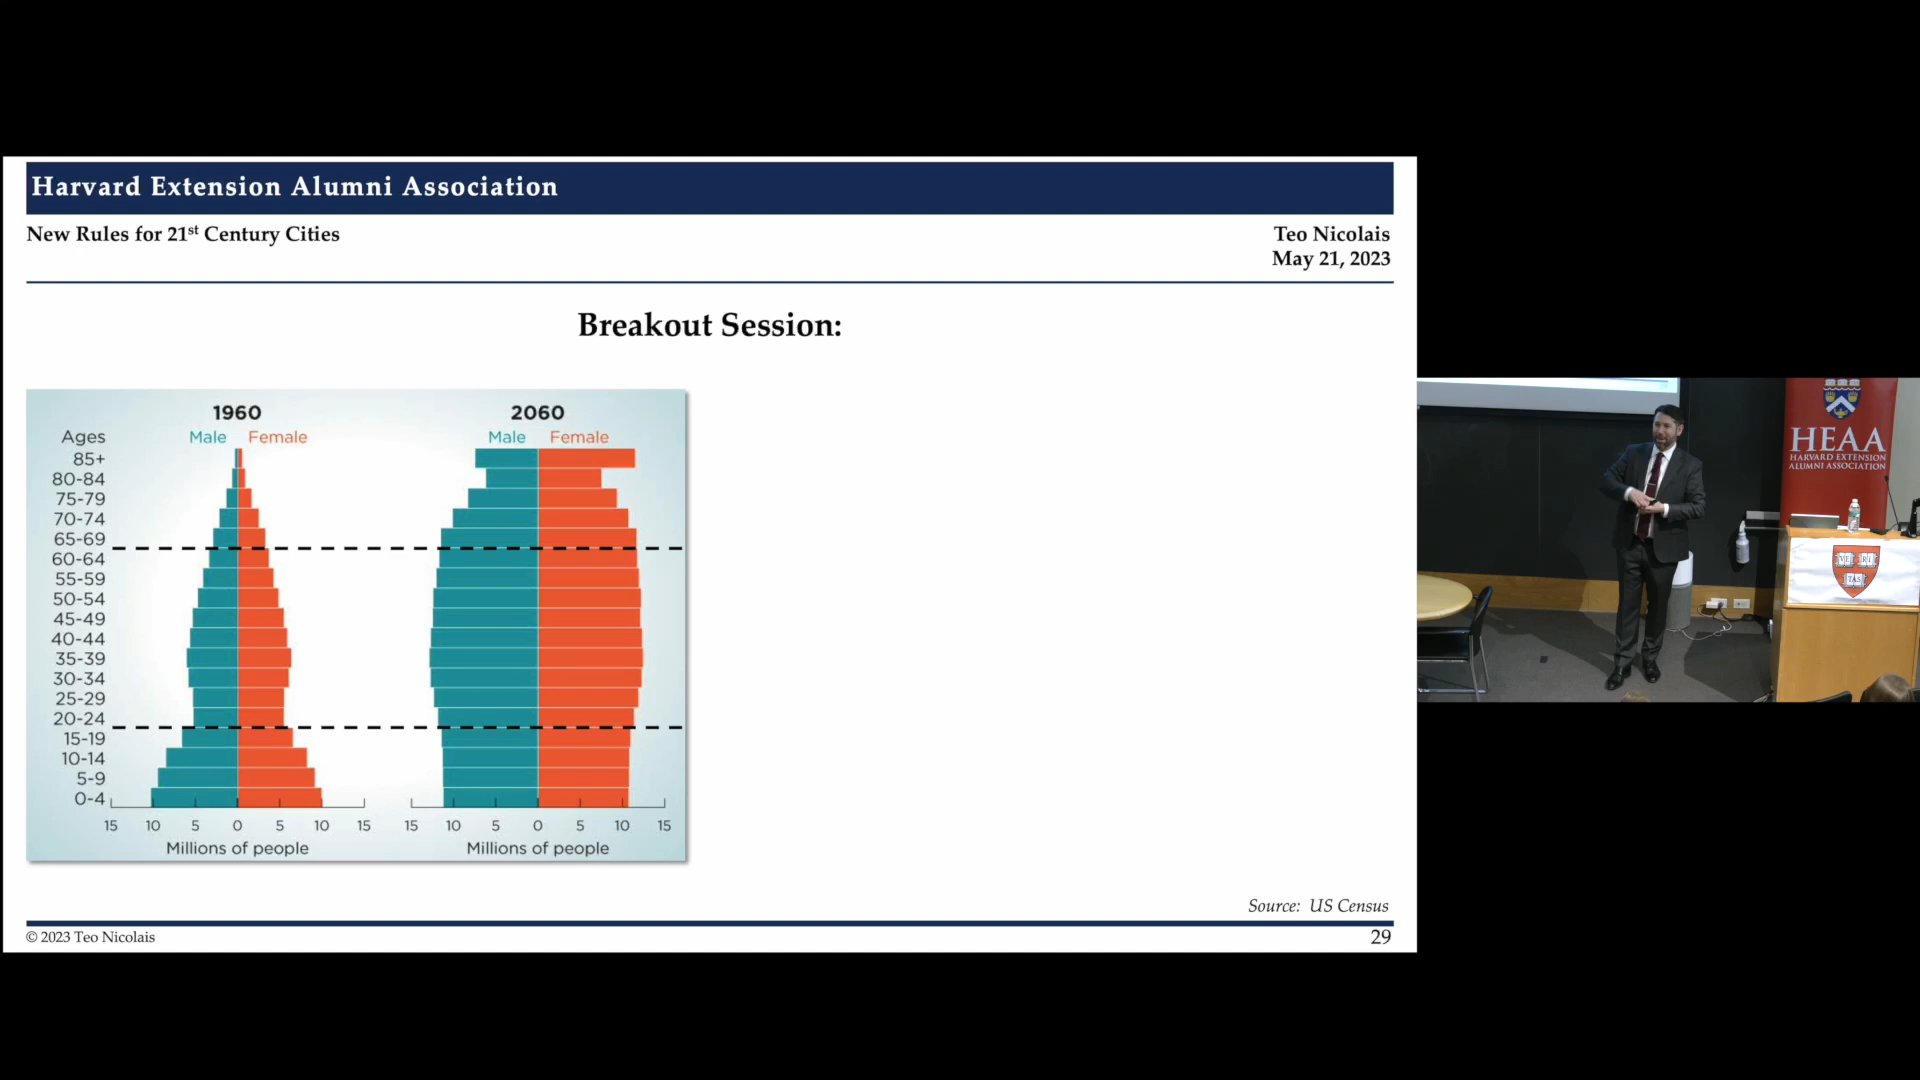 Harvard Extension Alumni Association
New Rules for 21st Century Cities
Teo Nicolais
May 21, 2023
Breakout Session:
1960
2060
Ages
Male Female
Male Female
85+
80-84
75-79
70-74
65-69
60-64
55-59
50-54
45-49
40-44
35-39
30-34
25-29
20-24
15-19
10-14
5-9
0-4
15 10 5 0 5 10 15
15 10 5 0 5 10 15
Millions of people
Millions of people
Source: US Census
© 2023 Teo Nicolais
29
HEAA
HARVARD EXTENSION
ALUMNI ASSOCIATION
VE RI
TAS